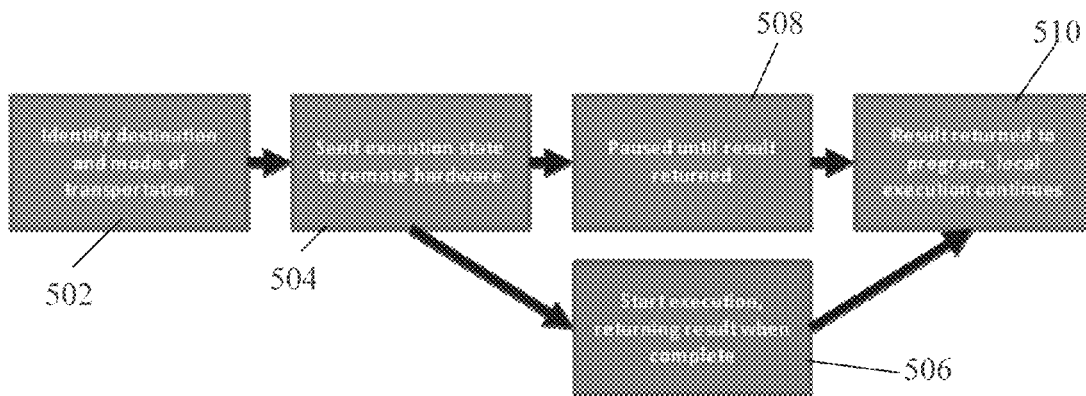 508
510
Identify destination
and mode of
transportation
Send execution state
to remote hardware
Paused until result
returned
Result returned to
program, local
execution continues
502
504
Start execution,
returning result when
complete
506